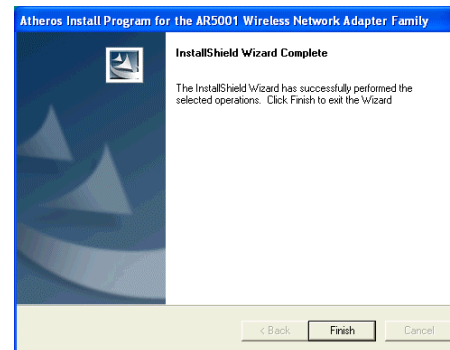 Atheros Install Program for the AR5001 Wireless Network Adapter Family
InstallShield Wizard Complete
The InstallShield Wizard has successfully performed the
selected operations.  Click Finish to exit the Wizard
< Back
Finish
Cancel